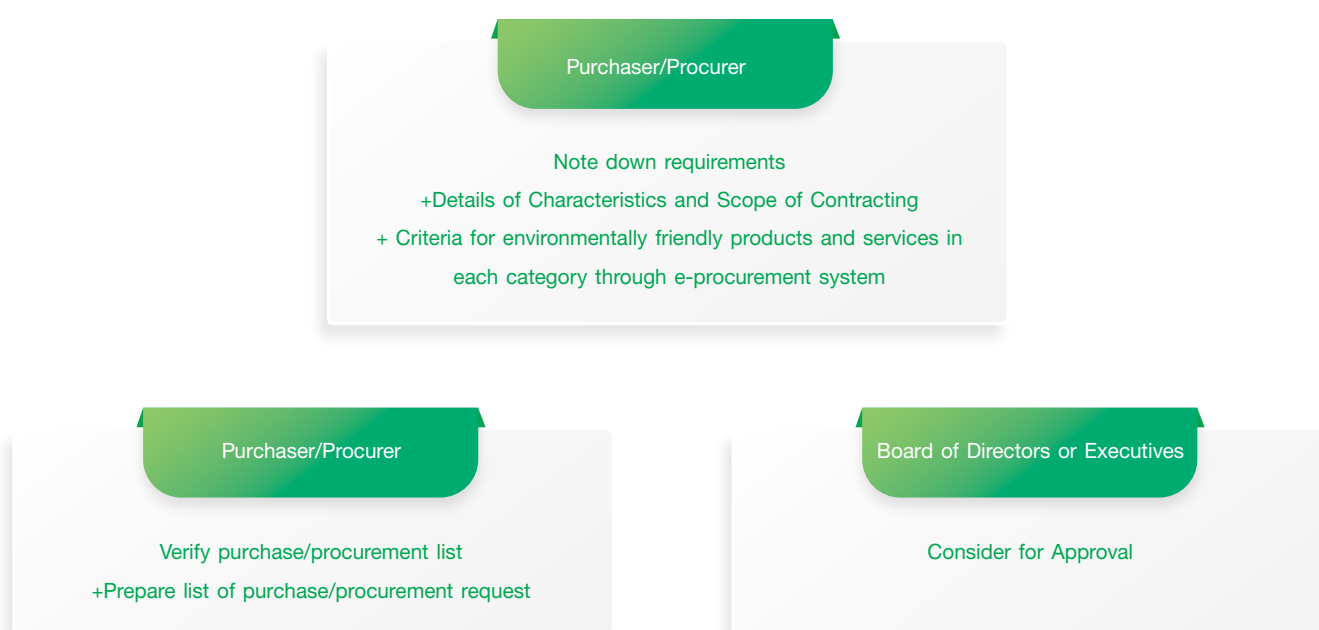 Purchaser/Procurer
Note down requirements
+Details of Characteristics and Scope of Contracting
+ Criteria for environmentally friendly products and services in
each category through e-procurement system
Purchaser/Procurer
Verify purchase/procurement list
+Prepare list of purchase/procurement request
Board of Directors or Executives
Consider for Approval